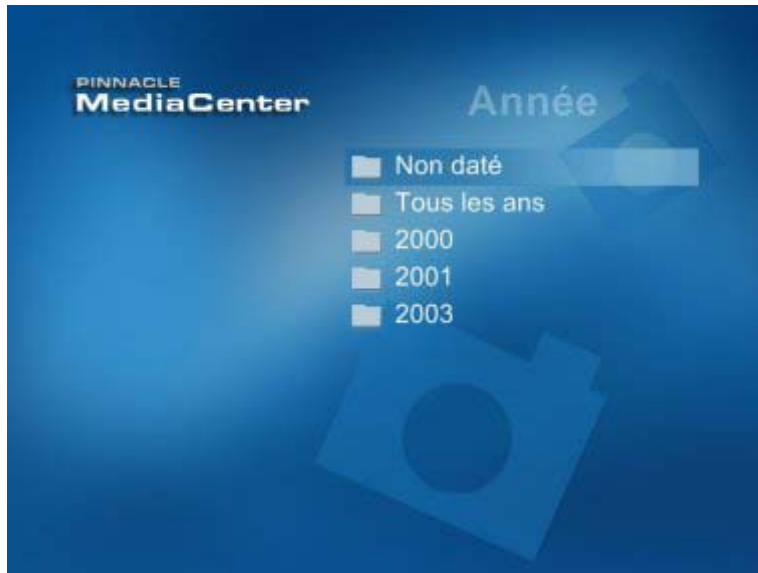 PINNACLE
MediaCenter
Année
Non daté
Tous les ans
2000
2001
2003